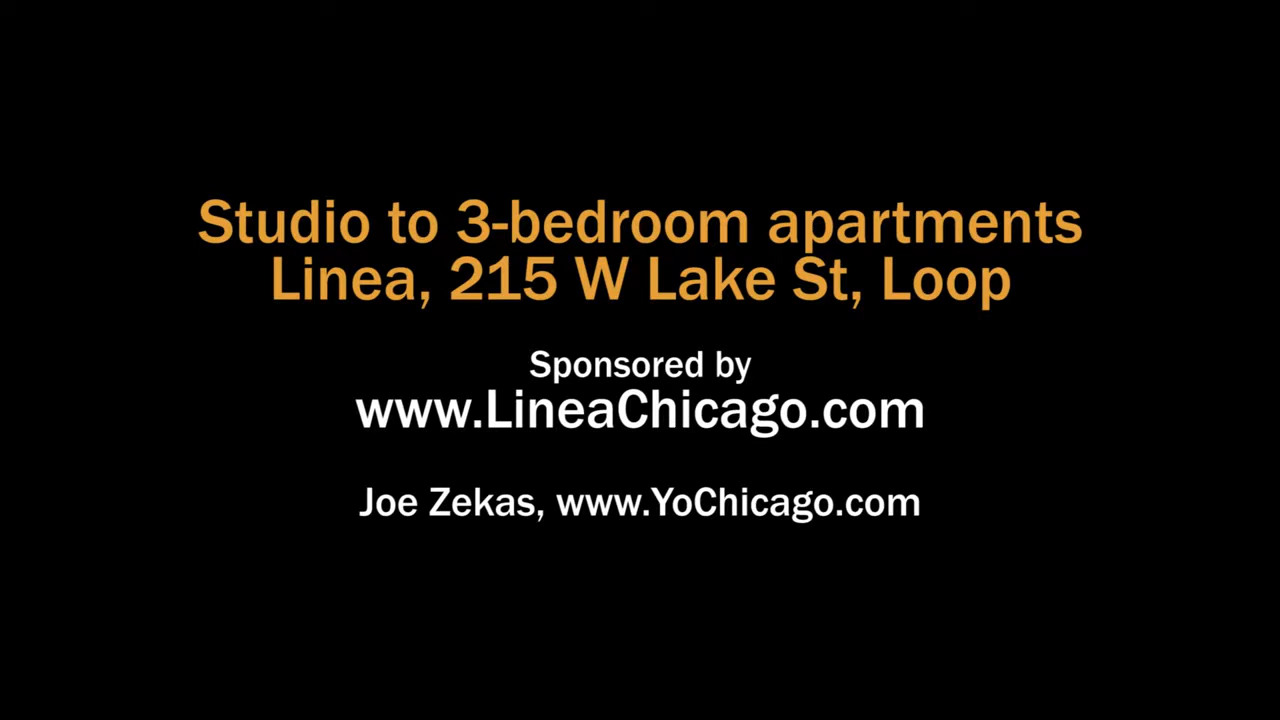 Studio to 3-bedroom apartments
Linea, 215 W Lake St, Loop
Sponsored by
www.LineaChicago.com
Joe Zekas, www.YoChicago.com